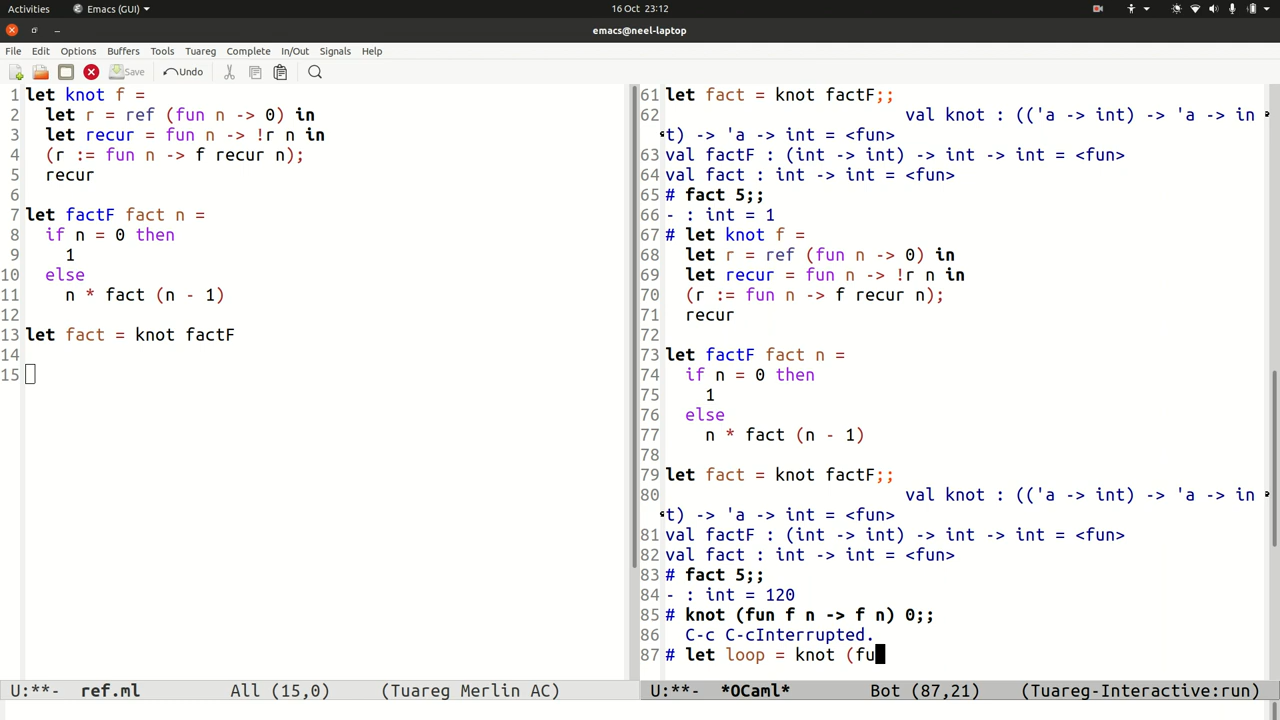 Activities
Emacs (GUI)
16 Oct 23:12
emacs@neel-laptop
File Edit Options Buffers Tools Tuareg Complete In/Out Signals Help
Save Undo
1 let knot f =
2   let r = ref (fun n -> 0) in
3   let recur = fun n -> !r n in
4   (r := fun n -> f recur n);
5   recur
6
7 let factF fact n =
8   if n = 0 then
9     1
10   else
11     n * fact (n - 1)
12
13 let fact = knot factF
14
15
U:**-  ref.ml  All (15,0)  (Tuareg Merlin AC)
61 let fact = knot factF;;
62 val knot : (('a -> int) -> 'a -> in
t) -> 'a -> int = <fun>
63 val factF : (int -> int) -> int -> int = <fun>
64 val fact : int -> int = <fun>
65 # fact 5;;
66 - : int = 1
67 # let knot f =
68   let r = ref (fun n -> 0) in
69   let recur = fun n -> !r n in
70   (r := fun n -> f recur n);
71   recur
72
73 let factF fact n =
74   if n = 0 then
75     1
76   else
77     n * fact (n - 1)
78
79 let fact = knot factF;;
80 val knot : (('a -> int) -> 'a -> in
t) -> 'a -> int = <fun>
81 val factF : (int -> int) -> int -> int = <fun>
82 val fact : int -> int = <fun>
83 # fact 5;;
84 - : int = 120
85 # knot (fun f n -> f n) 0;;
86   C-c C-cInterrupted.
87 # let loop = knot (fu
U:**-  *OCaml*  Bot (87,21)  (Tuareg-Interactive:run)